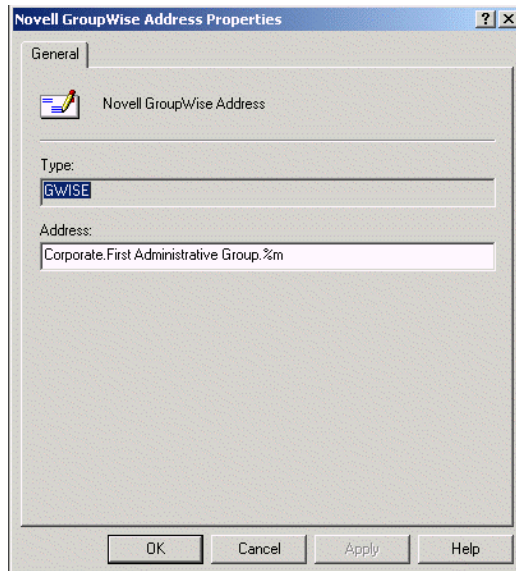 Novell GroupWise Address Properties ? X
General
Novell GroupWise Address
Type:
GWISE
Address:
Corporate.First Administrative Group.%m
OK Cancel Apply Help